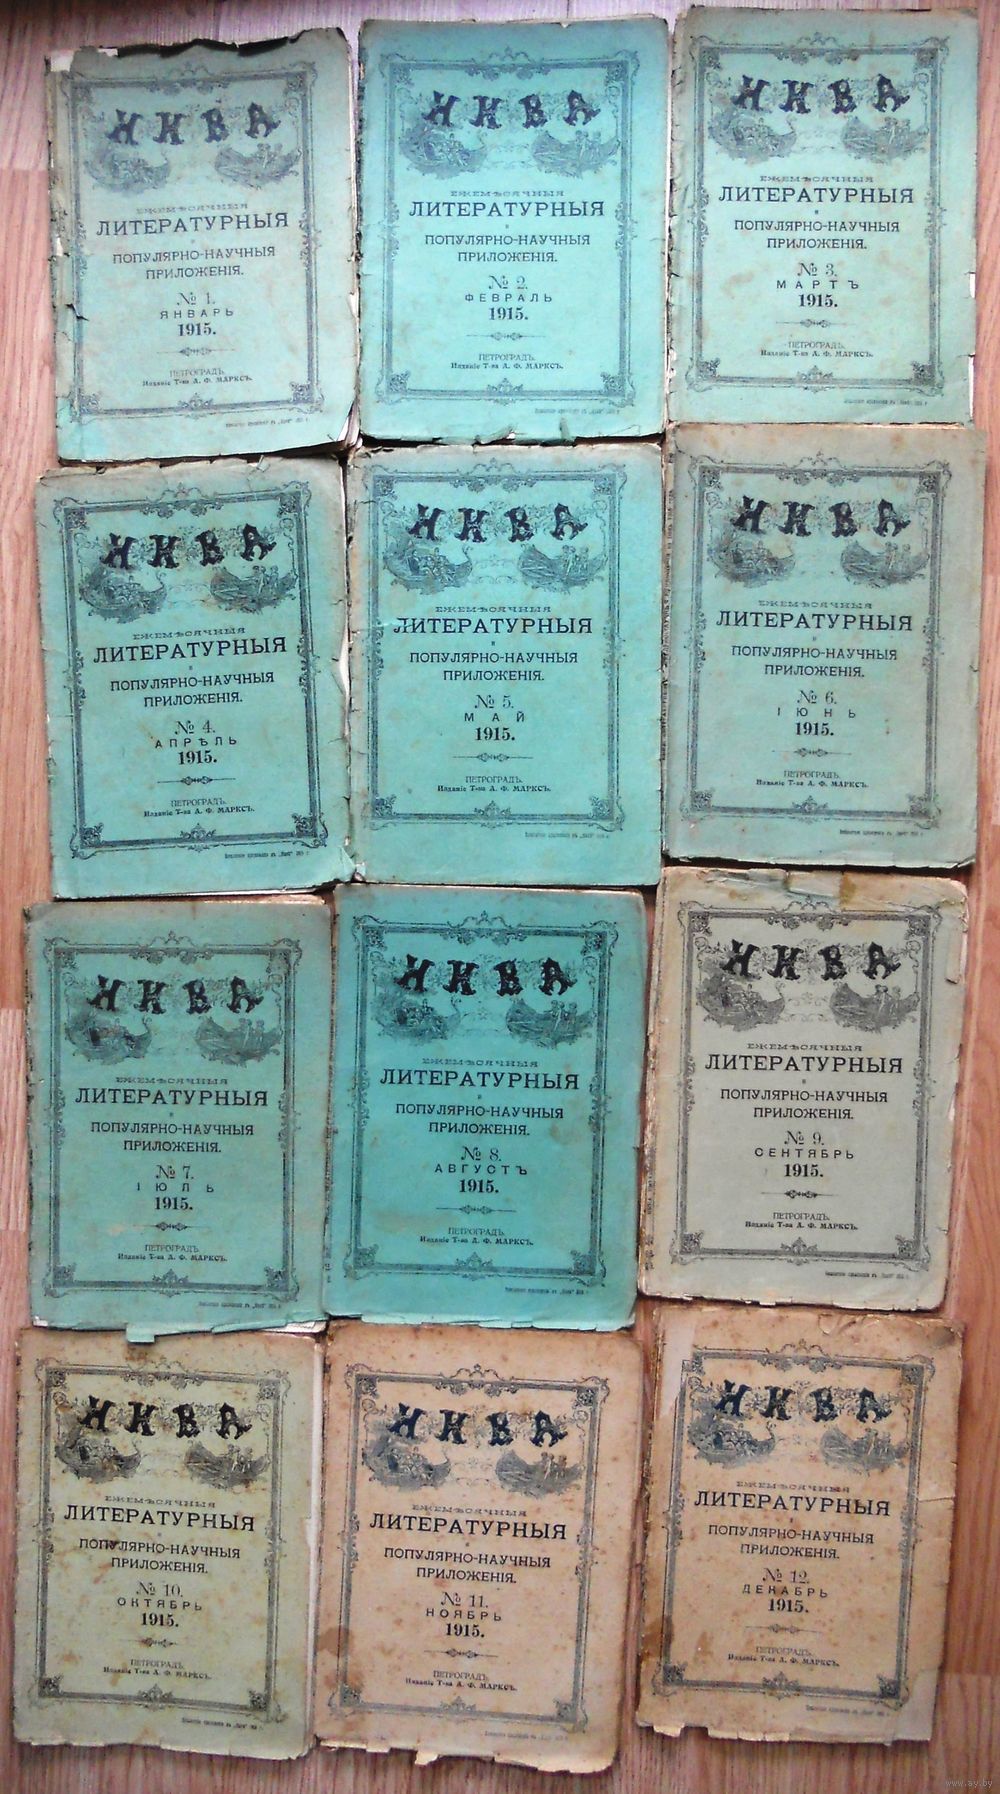 НИВА
ЕЖЕМѢСЯЧНЫЯ
ЛИТЕРАТУРНЫЯ
И
ПОПУЛЯРНО-НАУЧНЫЯ
ПРИЛОЖЕНІЯ.
№ 1.
ЯНВАРЬ
1915.
ПЕТРОГРАДЪ.
Изданіе Т-ва А. Ф. МАРКСЪ.
НИВА
ЕЖЕМѢСЯЧНЫЯ
ЛИТЕРАТУРНЫЯ
И
ПОПУЛЯРНО-НАУЧНЫЯ
ПРИЛОЖЕНІЯ.
№ 2.
ФЕВРАЛЬ
1915.
ПЕТРОГРАДЪ.
Изданіе Т-ва А. Ф. МАРКСЪ.
НИВА
ЕЖЕМѢСЯЧНЫЯ
ЛИТЕРАТУРНЫЯ
И
ПОПУЛЯРНО-НАУЧНЫЯ
ПРИЛОЖЕНІЯ.
№ 3.
МАРТЪ
1915.
ПЕТРОГРАДЪ.
Изданіе Т-ва А. Ф. МАРКСЪ.
НИВА
ЕЖЕМѢСЯЧНЫЯ
ЛИТЕРАТУРНЫЯ
И
ПОПУЛЯРНО-НАУЧНЫЯ
ПРИЛОЖЕНІЯ.
№ 4.
АПРѢЛЬ
1915.
ПЕТРОГРАДЪ.
Изданіе Т-ва А. Ф. МАРКСЪ.
НИВА
ЕЖЕМѢСЯЧНЫЯ
ЛИТЕРАТУРНЫЯ
И
ПОПУЛЯРНО-НАУЧНЫЯ
ПРИЛОЖЕНІЯ.
№ 5.
МАЙ
1915.
ПЕТРОГРАДЪ.
Изданіе Т-ва А. Ф. МАРКСЪ.
НИВА
ЕЖЕМѢСЯЧНЫЯ
ЛИТЕРАТУРНЫЯ
И
ПОПУЛЯРНО-НАУЧНЫЯ
ПРИЛОЖЕНІЯ.
№ 6.
ІЮНЬ
1915.
ПЕТРОГРАДЪ.
Изданіе Т-ва А. Ф. МАРКСЪ.
НИВА
ЕЖЕМѢСЯЧНЫЯ
ЛИТЕРАТУРНЫЯ
И
ПОПУЛЯРНО-НАУЧНЫЯ
ПРИЛОЖЕНІЯ.
№ 7.
ІЮЛЬ
1915.
ПЕТРОГРАДЪ.
Изданіе Т-ва А. Ф. МАРКСЪ.
НИВА
ЕЖЕМѢСЯЧНЫЯ
ЛИТЕРАТУРНЫЯ
И
ПОПУЛЯРНО-НАУЧНЫЯ
ПРИЛОЖЕНІЯ.
№ 8.
АВГУСТЪ
1915.
ПЕТРОГРАДЪ.
Изданіе Т-ва А. Ф. МАРКСЪ.
НИВА
ЕЖЕМѢСЯЧНЫЯ
ЛИТЕРАТУРНЫЯ
И
ПОПУЛЯРНО-НАУЧНЫЯ
ПРИЛОЖЕНІЯ.
№ 9.
СЕНТЯБРЬ
1915.
ПЕТРОГРАДЪ.
Изданіе Т-ва А. Ф. МАРКСЪ.
НИВА
ЕЖЕМѢСЯЧНЫЯ
ЛИТЕРАТУРНЫЯ
И
ПОПУЛЯРНО-НАУЧНЫЯ
ПРИЛОЖЕНІЯ.
№ 10.
ОКТЯБРЬ
1915.
ПЕТРОГРАДЪ.
Изданіе Т-ва А. Ф. МАРКСЪ.
НИВА
ЕЖЕМѢСЯЧНЫЯ
ЛИТЕРАТУРНЫЯ
И
ПОПУЛЯРНО-НАУЧНЫЯ
ПРИЛОЖЕНІЯ.
№ 11.
НОЯБРЬ
1915.
ПЕТРОГРАДЪ.
Изданіе Т-ва А. Ф. МАРКСЪ.
НИВА
ЕЖЕМѢСЯЧНЫЯ
ЛИТЕРАТУРНЫЯ
И
ПОПУЛЯРНО-НАУЧНЫЯ
ПРИЛОЖЕНІЯ.
№ 12.
ДЕКАБРЬ
1915.
ПЕТРОГРАДЪ.
Изданіе Т-ва А. Ф. МАРКСЪ.
www.ay.by